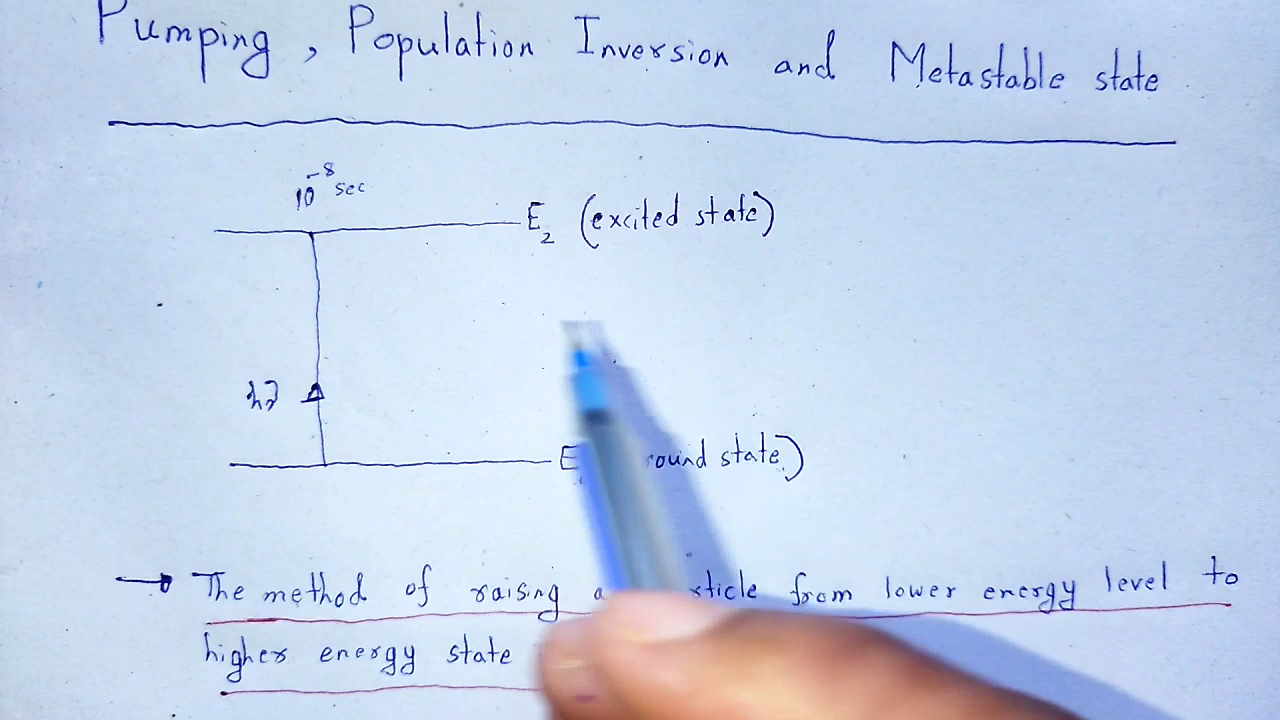 Pumping, Population Inversion and Metastable state
10⁻⁸ sec
E₂ (excited state)
hν
E round state)
→ The method of raising a rticle from lower energy level to
higher energy state